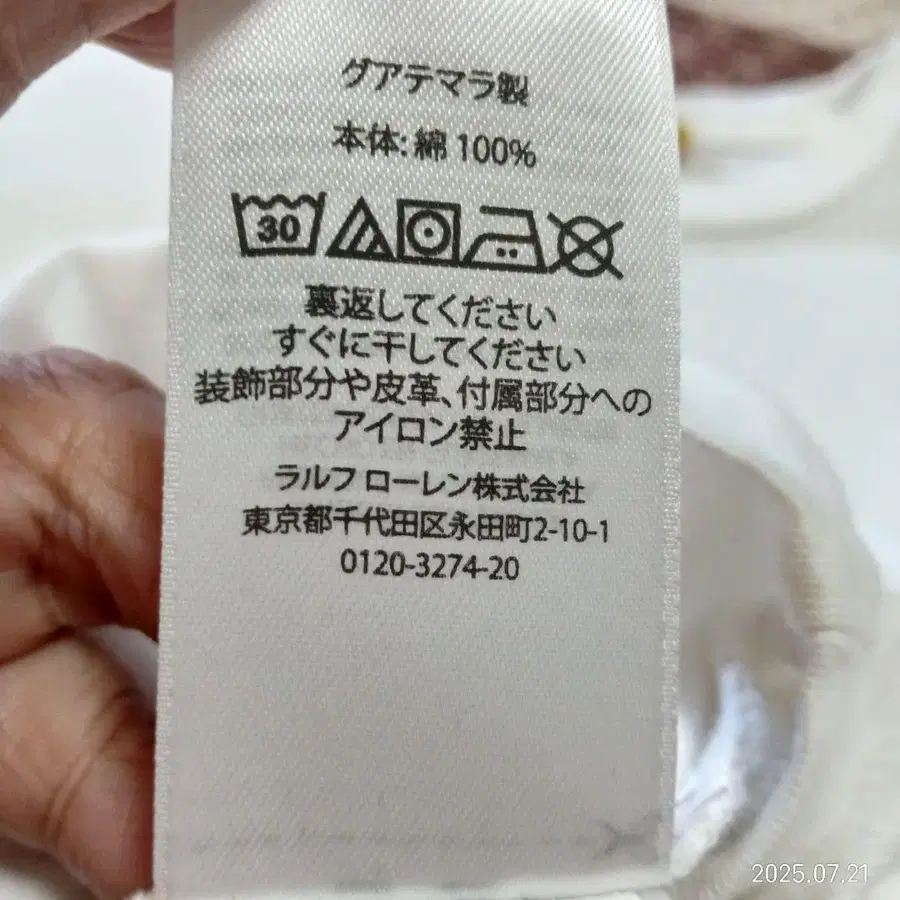 グアテマラ製
本体: 綿 100%
30
裏返してください
すぐに干してください
装飾部分や皮革、付属部分への
アイロン禁止
ラルフ ローレン株式会社
東京都千代田区永田町2-10-1
0120-3274-20
2025.07.21